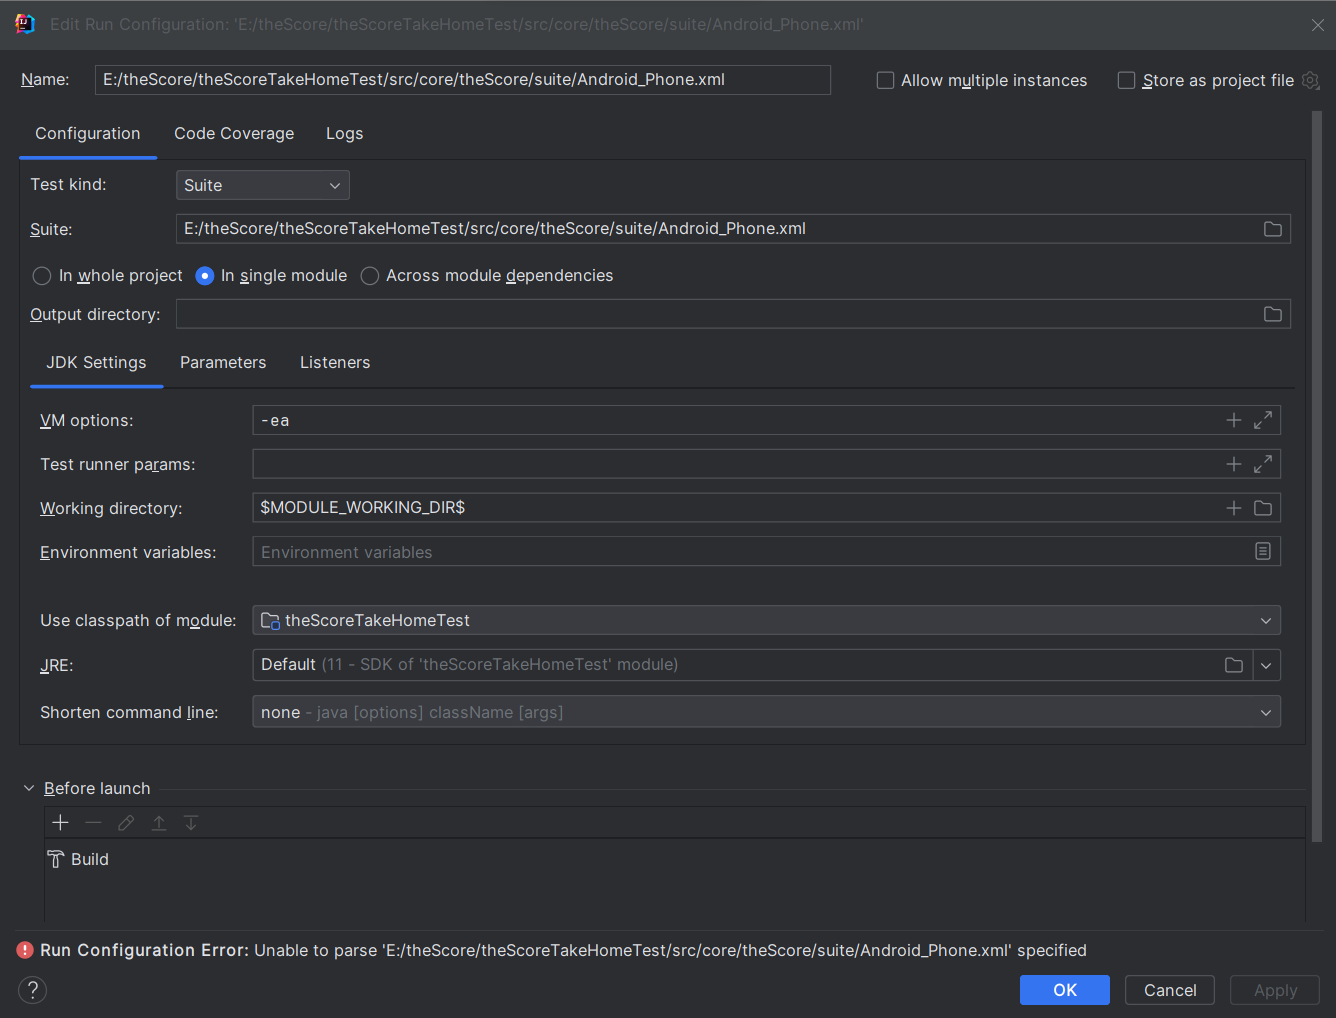 Edit Run Configuration: 'E:/theScore/theScoreTakeHomeTest/src/core/theScore/suite/Android_Phone.xml'
Name: E:/theScore/theScoreTakeHomeTest/src/core/theScore/suite/Android_Phone.xml Allow multiple instances Store as project file
Configuration Code Coverage Logs
Test kind: Suite
Suite: E:/theScore/theScoreTakeHomeTest/src/core/theScore/suite/Android_Phone.xml
In whole project In single module Across module dependencies
Output directory:
JDK Settings Parameters Listeners
VM options: -ea
Test runner params:
Working directory: $MODULE_WORKING_DIR$
Environment variables: Environment variables
Use classpath of module: theScoreTakeHomeTest
JRE: Default (11 - SDK of 'theScoreTakeHomeTest' module)
Shorten command line: none - java [options] className [args]
Before launch
Build
Run Configuration Error: Unable to parse 'E:/theScore/theScoreTakeHomeTest/src/core/theScore/suite/Android_Phone.xml' specified
? OK Cancel Apply